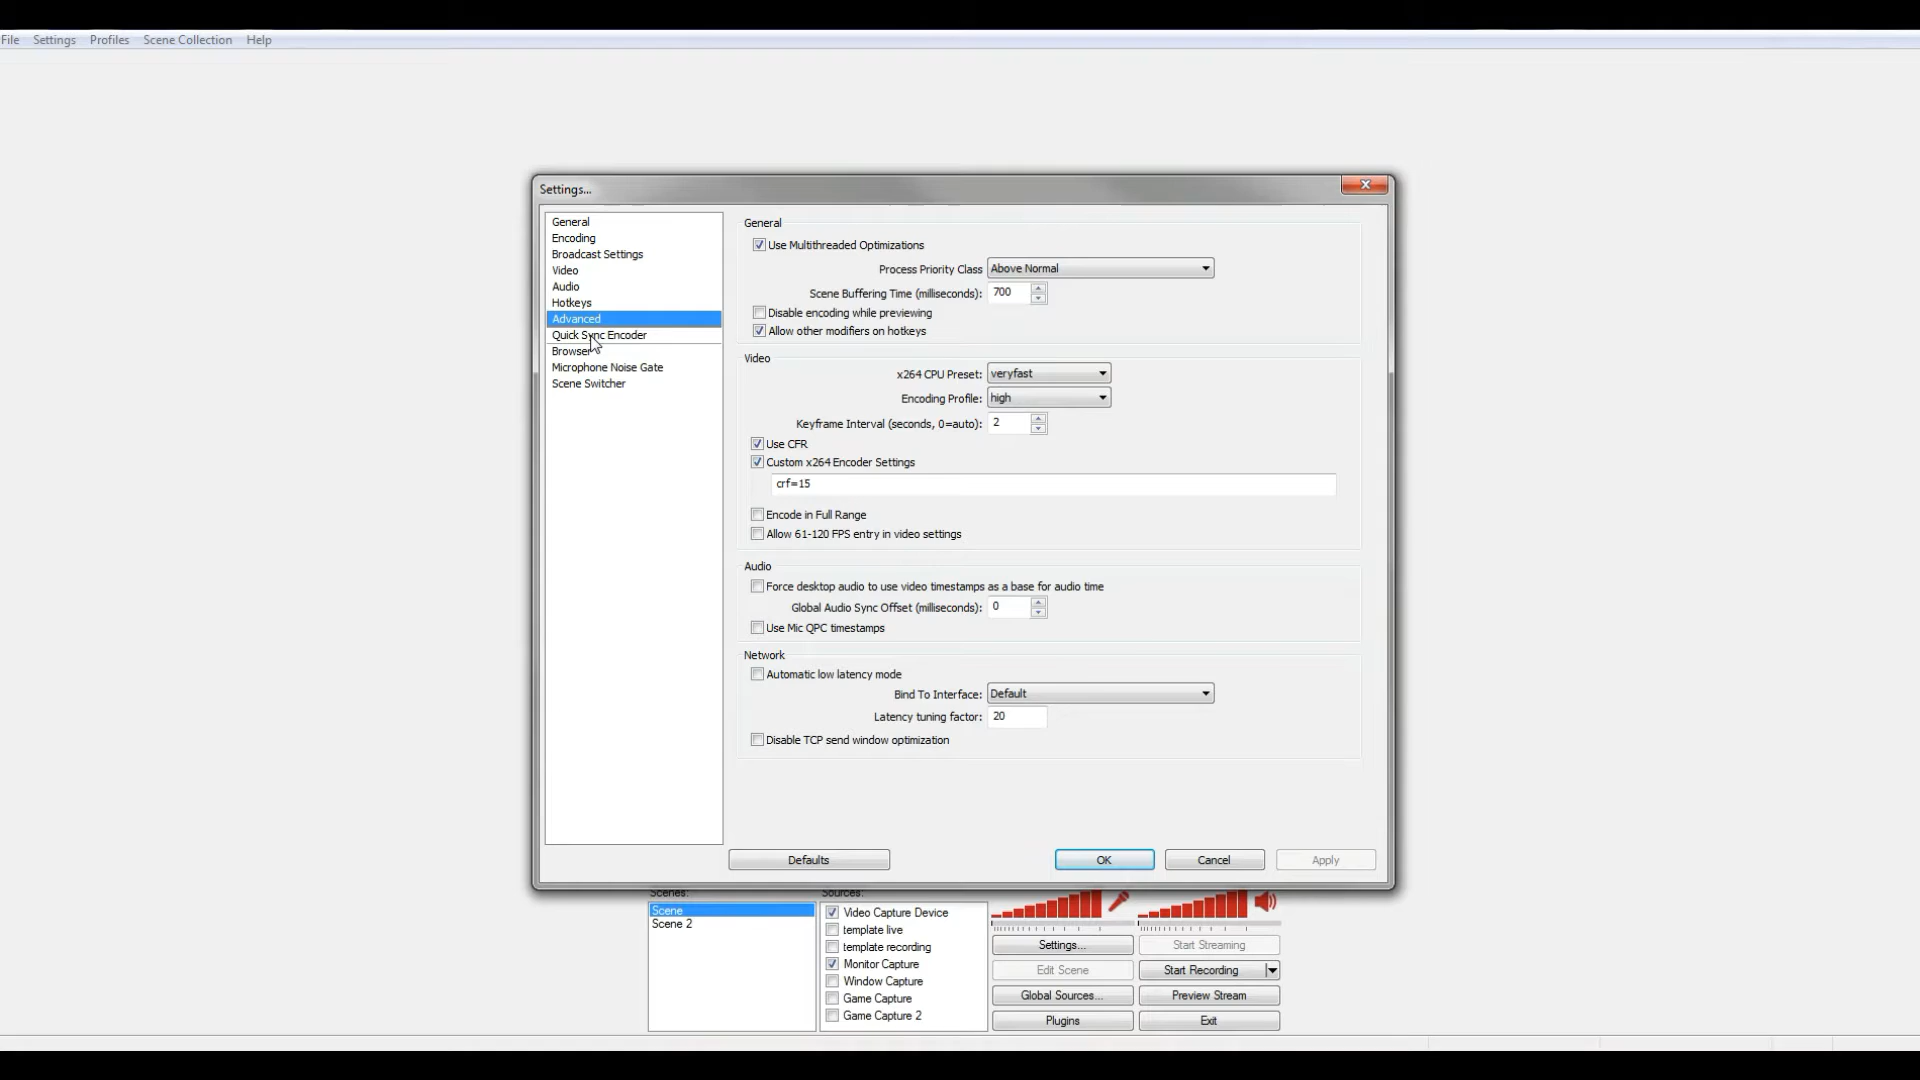 File Settings Profiles Scene Collection Help
Settings...
General
Encoding
Broadcast Settings
Video
Audio
Hotkeys
Advanced
Quick Sync Encoder
Browser
Microphone Noise Gate
Scene Switcher
General
Use Multithreaded Optimizations
Process Priority Class Above Normal
Scene Buffering Time (milliseconds): 700
Disable encoding while previewing
Allow other modifiers on hotkeys
Video
x264 CPU Preset: veryfast
Encoding Profile: high
Keyframe Interval (seconds, 0=auto): 2
Use CFR
Custom x264 Encoder Settings
crf=15
Encode in Full Range
Allow 61-120 FPS entry in video settings
Audio
Force desktop audio to use video timestamps as a base for audio time
Global Audio Sync Offset (milliseconds): 0
Use Mic QPC timestamps
Network
Automatic low latency mode
Bind To Interface: Default
Latency tuning factor: 20
Disable TCP send window optimization
Defaults OK Cancel Apply
Scenes:
Scene
Scene 2
Sources:
Video Capture Device
template live
template recording
Monitor Capture
Window Capture
Game Capture
Game Capture 2
Settings... Start Streaming
Edit Scene Start Recording
Global Sources... Preview Stream
Plugins Exit